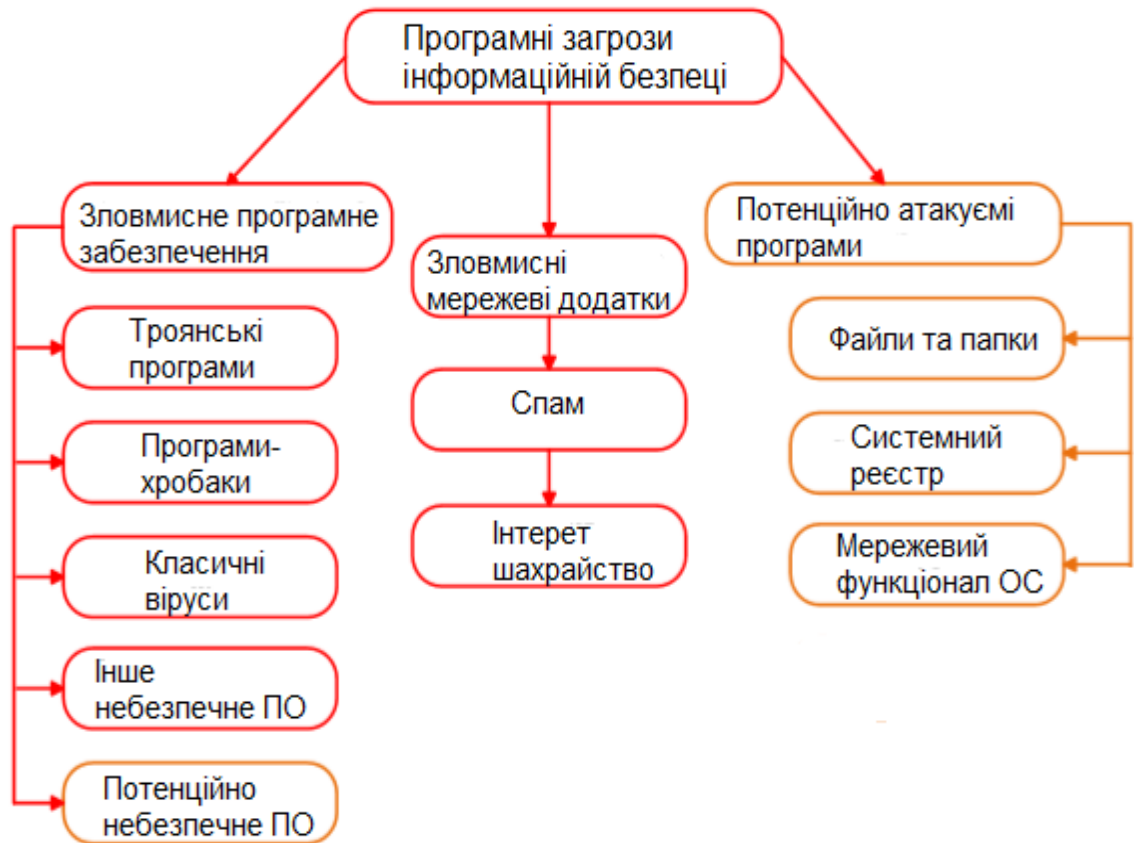 Програмні загрози
інформаційній безпеці
Зловмисне програмне
забезпечення
Троянські
програми
Програми-
хробаки
Класичні
віруси
Інше
небезпечне ПО
Потенційно
небезпечне ПО
Зловмисні
мережеві додатки
Спам
Інтерет
шахрайство
Потенційно атакуємі
програми
Файли та папки
Системний
реєстр
Мережевий
функціонал ОС